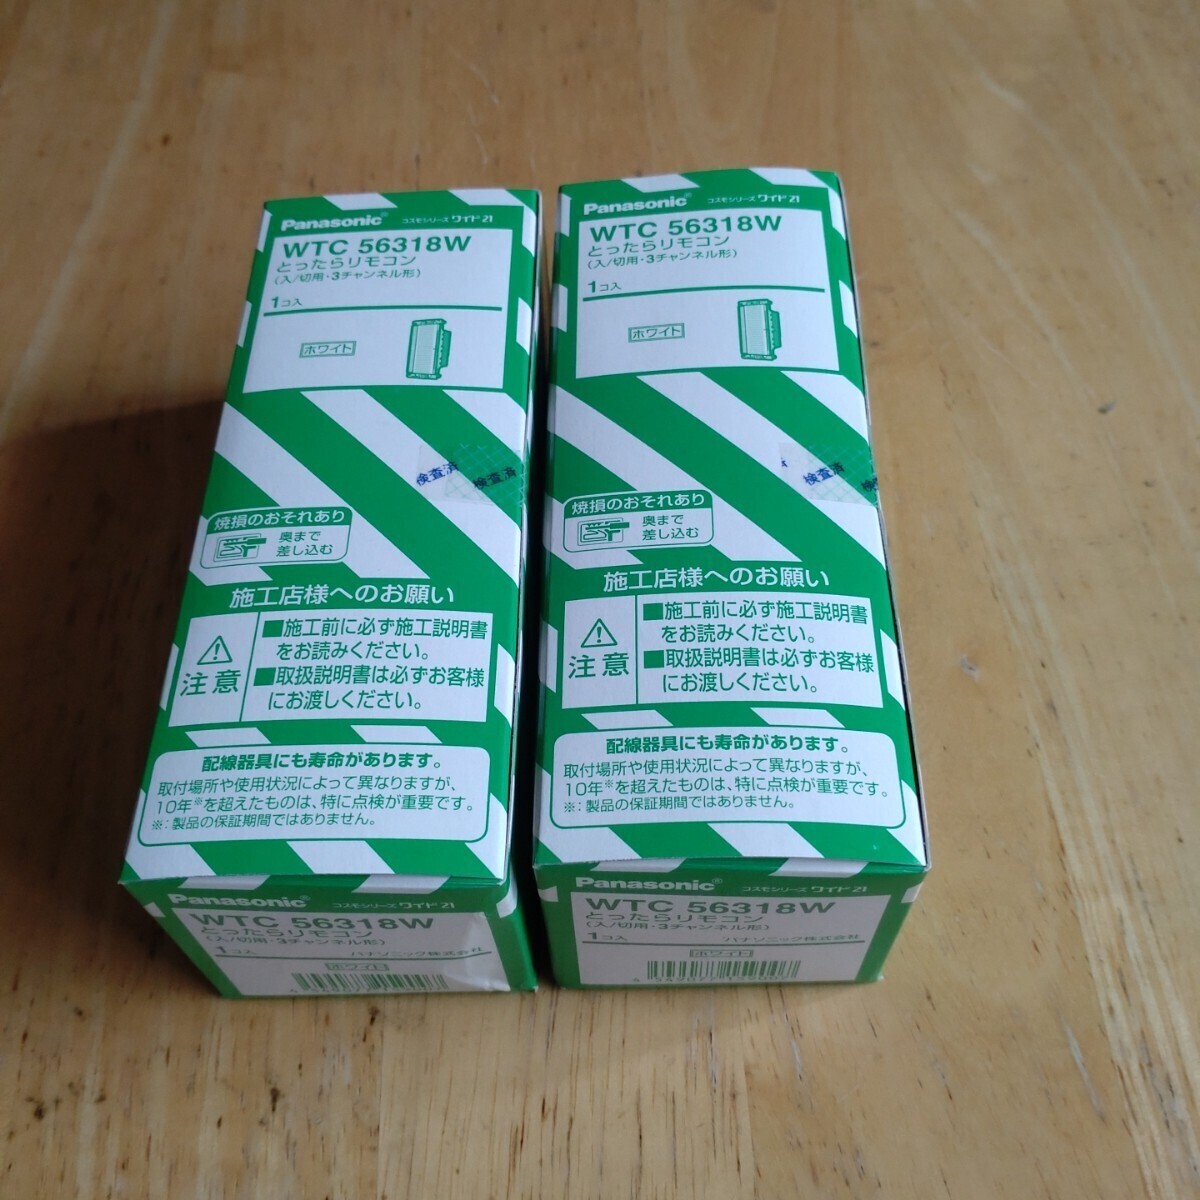 Panasonic® コスモシリーズ ワイド21
WTC 56318W
とったらリモコン
(入/切用・3チャンネル形)
1コ入
ホワイト
検査済
検査済
焼損のおそれあり
奥まで
差し込む
施工店様へのお願い
注意
■施工前に必ず施工説明書
をお読みください。
■取扱説明書は必ずお客様
にお渡しください。
配線器具にも寿命があります。
取付場所や使用状況によって異なりますが、
10年※を超えたものは、特に点検が重要です。
※:製品の保証期間ではありません。
Panasonic® コスモシリーズ ワイド21
WTC 56318W
とったらリモコン
(入/切用・3チャンネル形)
1コ入 パナソニック株式会社
ホワイト
Panasonic® コスモシリーズ ワイド21
WTC 56318W
とったらリモコン
(入/切用・3チャンネル形)
1コ入
ホワイト
検査済
焼損のおそれあり
奥まで
差し込む
施工店様へのお願い
注意
■施工前に必ず施工説明書
をお読みください。
■取扱説明書は必ずお客様
にお渡しください。
配線器具にも寿命があります。
取付場所や使用状況によって異なりますが、
10年※を超えたものは、特に点検が重要です。
※:製品の保証期間ではありません。
Panasonic® コスモシリーズ ワイド21
WTC 56318W
とったらリモコン
(入/切用・3チャンネル形)
1コ入 パナソニック株式会社
ホワイト